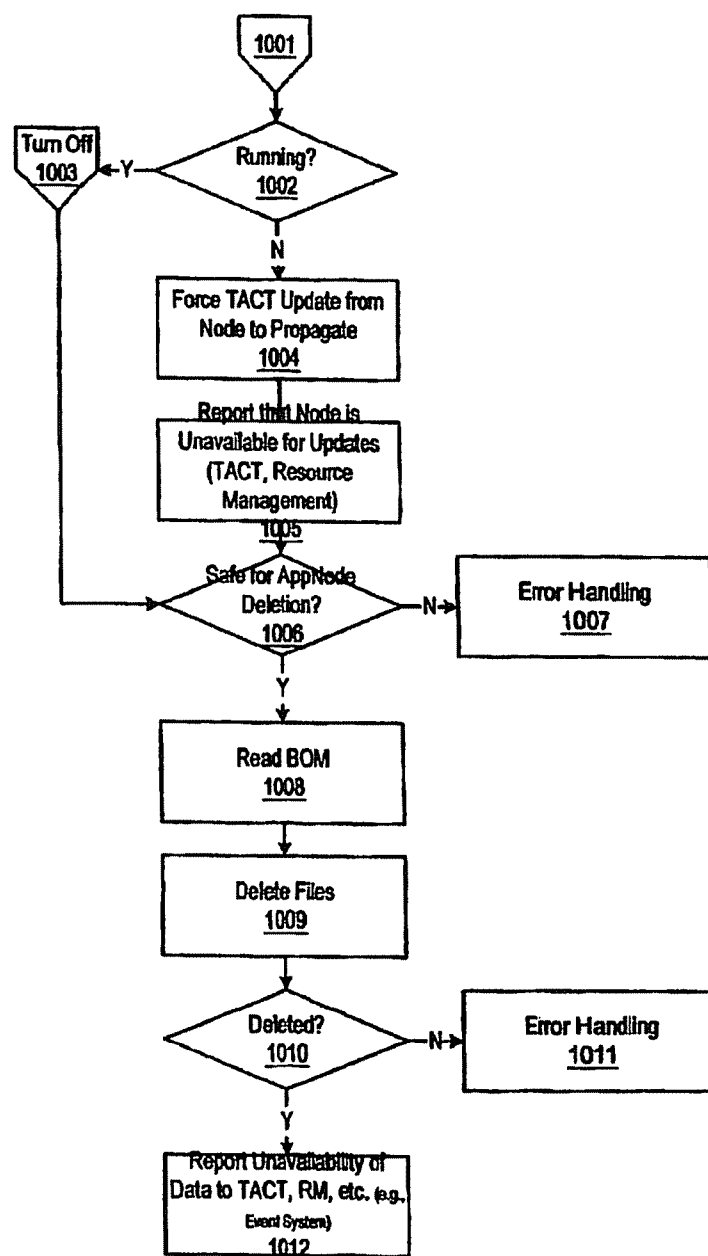 1001
Turn Off
1003
Y
Running?
1002
N
Force TACT Update from
Node to Propagate
1004
Report that Node is
Unavailable for Updates
(TACT, Resource
Management)
1005
Safe for AppNode
Deletion?
1006
N
Error Handling
1007
Y
Read BOM
1008
Delete Files
1009
Deleted?
1010
N
Error Handling
1011
Y
Report Unavailability of
Data to TACT, RM, etc. (e.g.,
Event System)
1012